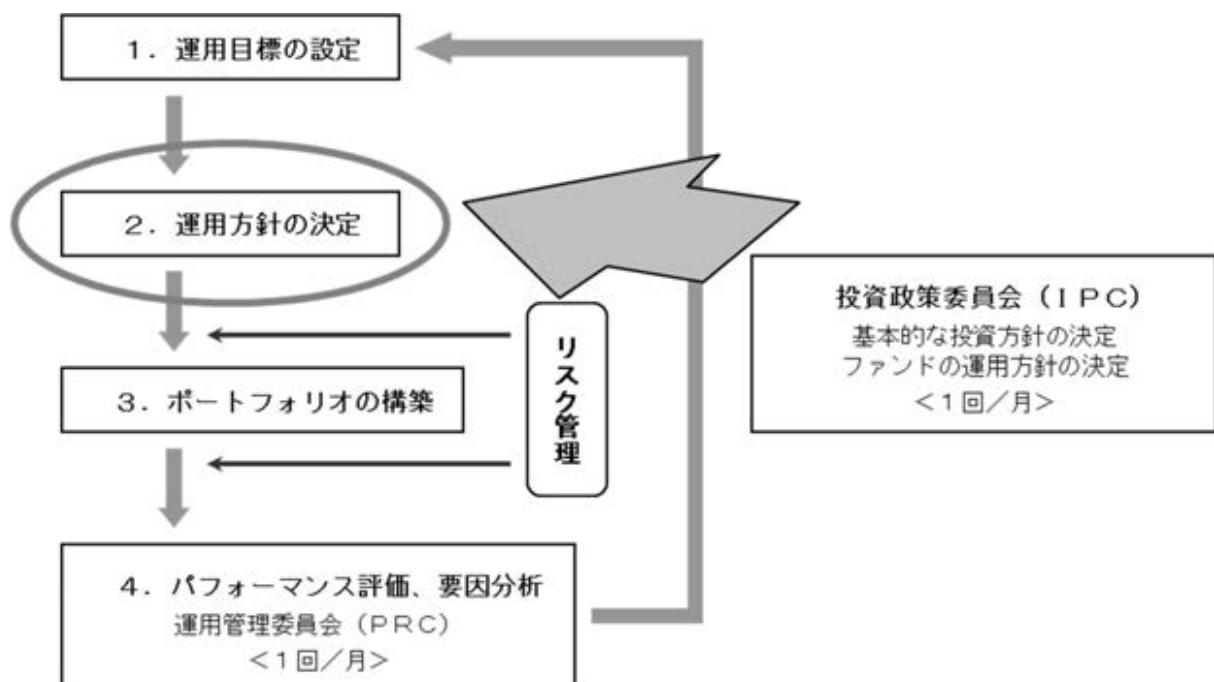 １．運用目標の設定
２．運用方針の決定
３．ポートフォリオの構築
リスク管理
投資政策委員会（ＩＰＣ）
基本的な投資方針の決定
ファンドの運用方針の決定
＜１回／月＞
４．パフォーマンス評価、要因分析
運用管理委員会（ＰＲＣ）
＜１回／月＞